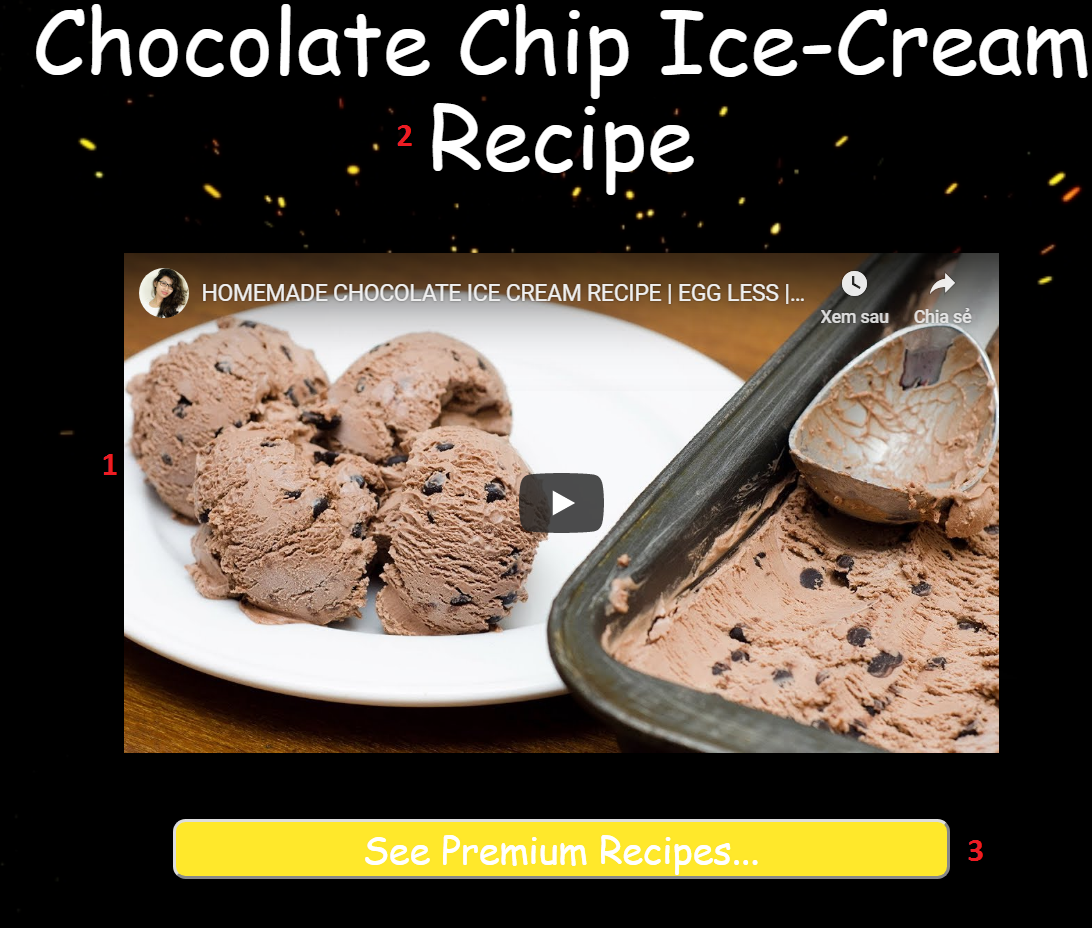 Chocolate Chip Ice-Cream
2 Recipe
HOMEMADE CHOCOLATE ICE CREAM RECIPE | EGG LESS |...
Xem sau Chia sẻ
1
See Premium Recipes... 3